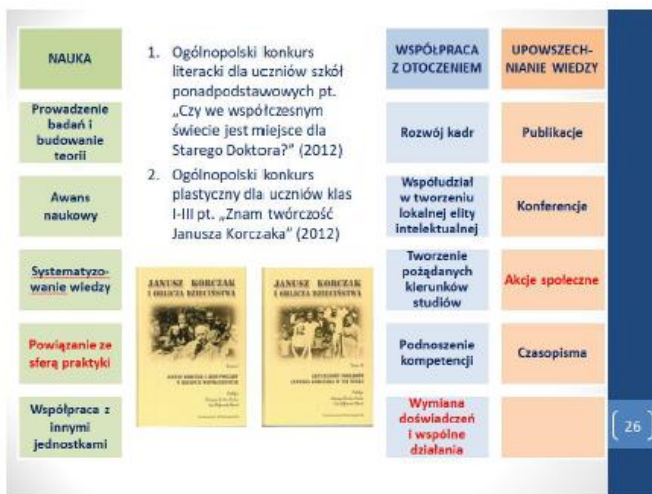 NAUKA
Prowadzenie
badań i
budowanie
teorii
Awans
naukowy
Systematyzo-
wanie wiedzy
Powiązanie ze
sferą praktyki
Współpraca z
innymi
jednostkami
1. Ogólnopolski konkurs
literacki dla uczniów szkół
ponadpodstawowych pt.
„Czy we współczesnym
świecie jest miejsce dla
Starego Doktora?” (2012)
2. Ogólnopolski konkurs
plastyczny dla uczniów klas
I-III pt. „Znam twórczość
Janusza Korczaka” (2012)
JANUSZ KORCZAK
I OBLICZA DZIECIŃSTWA
JANUSZ KORCZAK
I OBLICZA DZIECIŃSTWA
WSPÓŁPRACA
Z OTOCZENIEM
Rozwój kadr
Współudział
w tworzeniu
lokalnej elity
intelektualnej
Tworzenie
pożądanych
kierunków
studiów
Podnoszenie
kompetencji
Wymiana
doświadczeń
i wspólne
działania
UPOWSZECH-
NIANIE WIEDZY
Publikacje
Konferencje
Akcje społeczne
Czasopisma
26